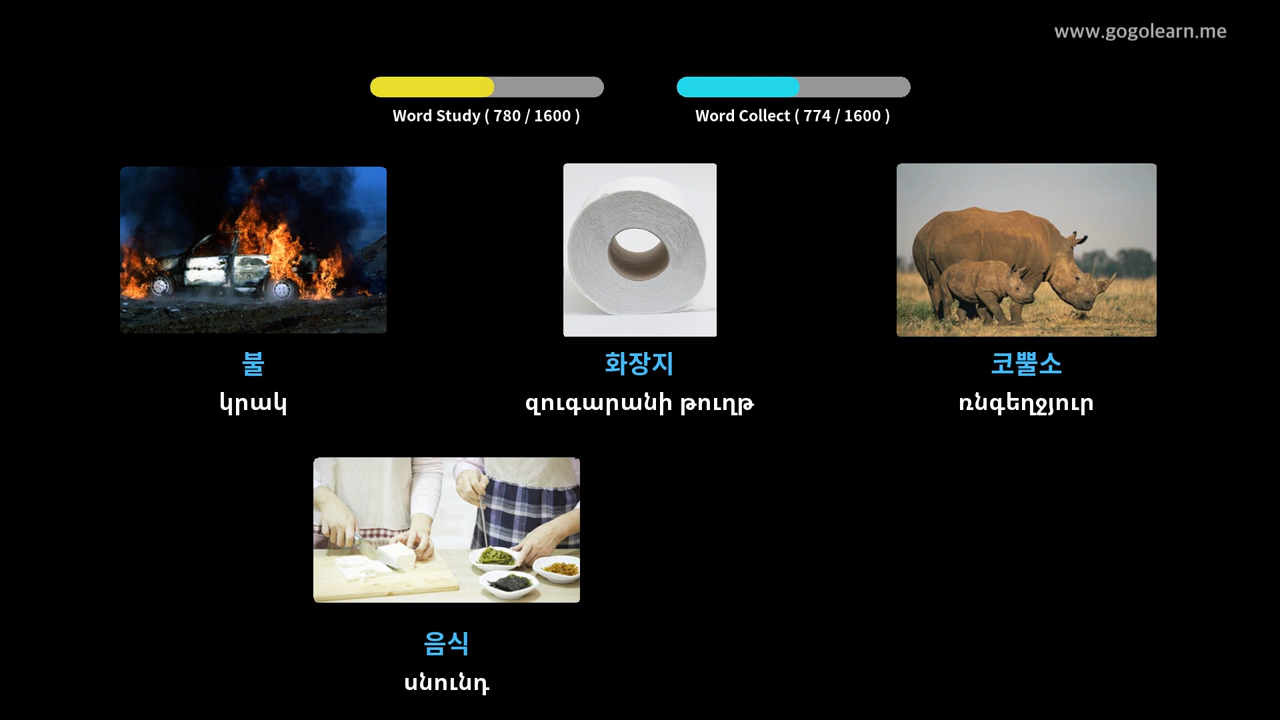 www.gogolearn.me
Word Study ( 780 / 1600 )
Word Collect ( 774 / 1600 )
불
կրակ
화장지
զուգարանի թուղթ
코뿔소
ռնգեղջյուր
음식
սնունդ